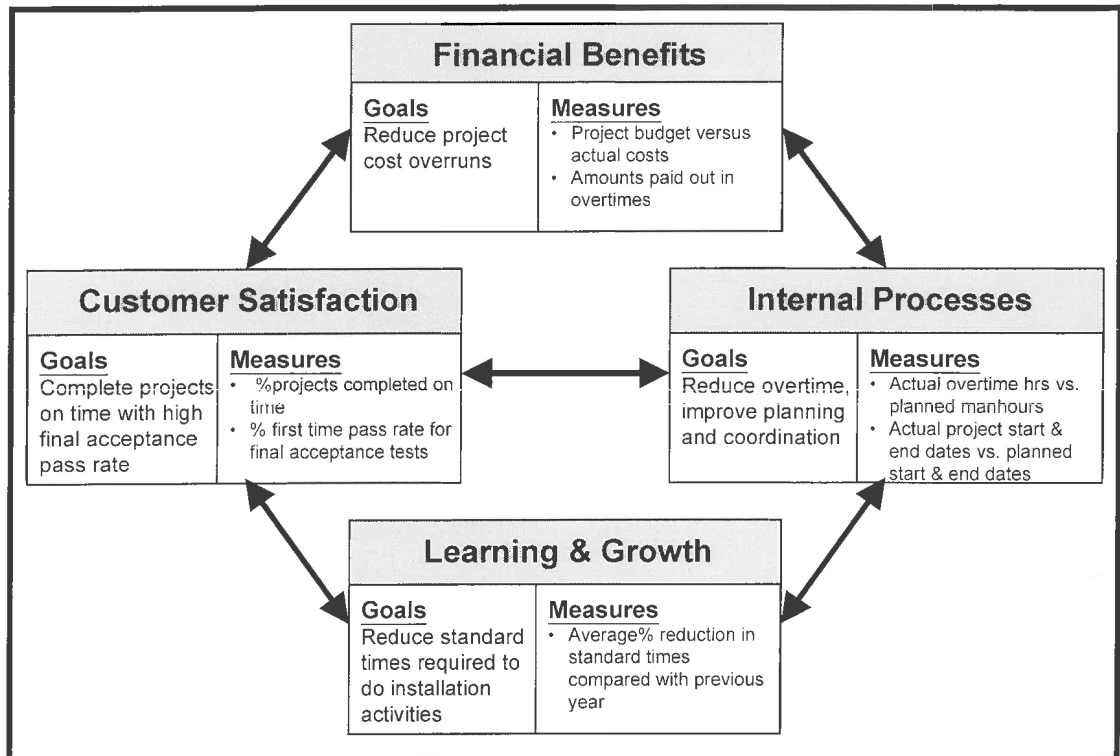 Financial Benefits
Goals
Reduce project
cost overruns
Measures
• Project budget versus
actual costs
• Amounts paid out in
overtimes
Customer Satisfaction
Goals
Complete projects
on time with high
final acceptance
pass rate
Measures
• %projects completed on
time
• % first time pass rate for
final acceptance tests
Internal Processes
Goals
Reduce overtime,
improve planning
and coordination
Measures
• Actual overtime hrs vs.
planned manhours
• Actual project start &
end dates vs. planned
start & end dates
Learning & Growth
Goals
Reduce standard
times required to
do installation
activities
Measures
• Average% reduction in
standard times
compared with previous
year